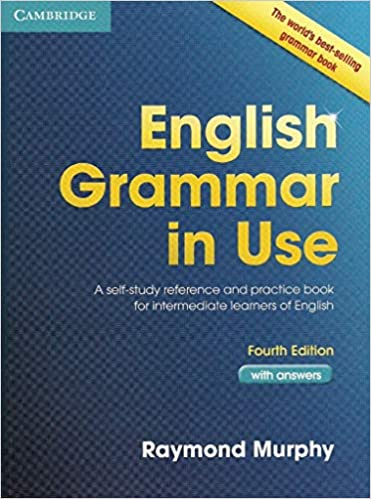 CAMBRIDGE
The world's best-selling
grammar book
English
Grammar
in Use
A self-study reference and practice book
for intermediate learners of English
Fourth Edition
with answers
Raymond Murphy